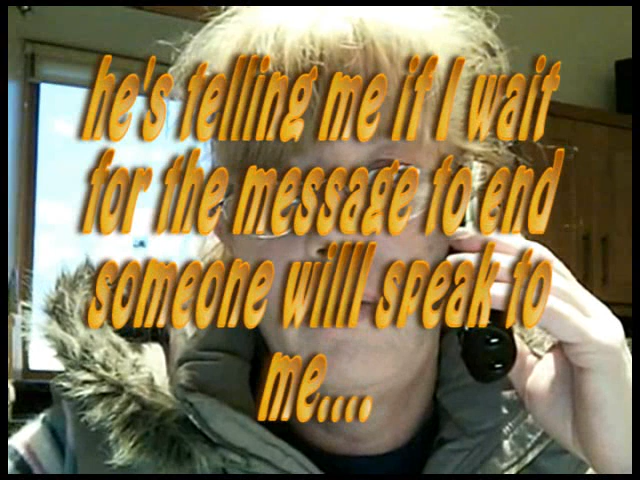 he's telling me if I wait
for the message to end
someone willl speak to
me....